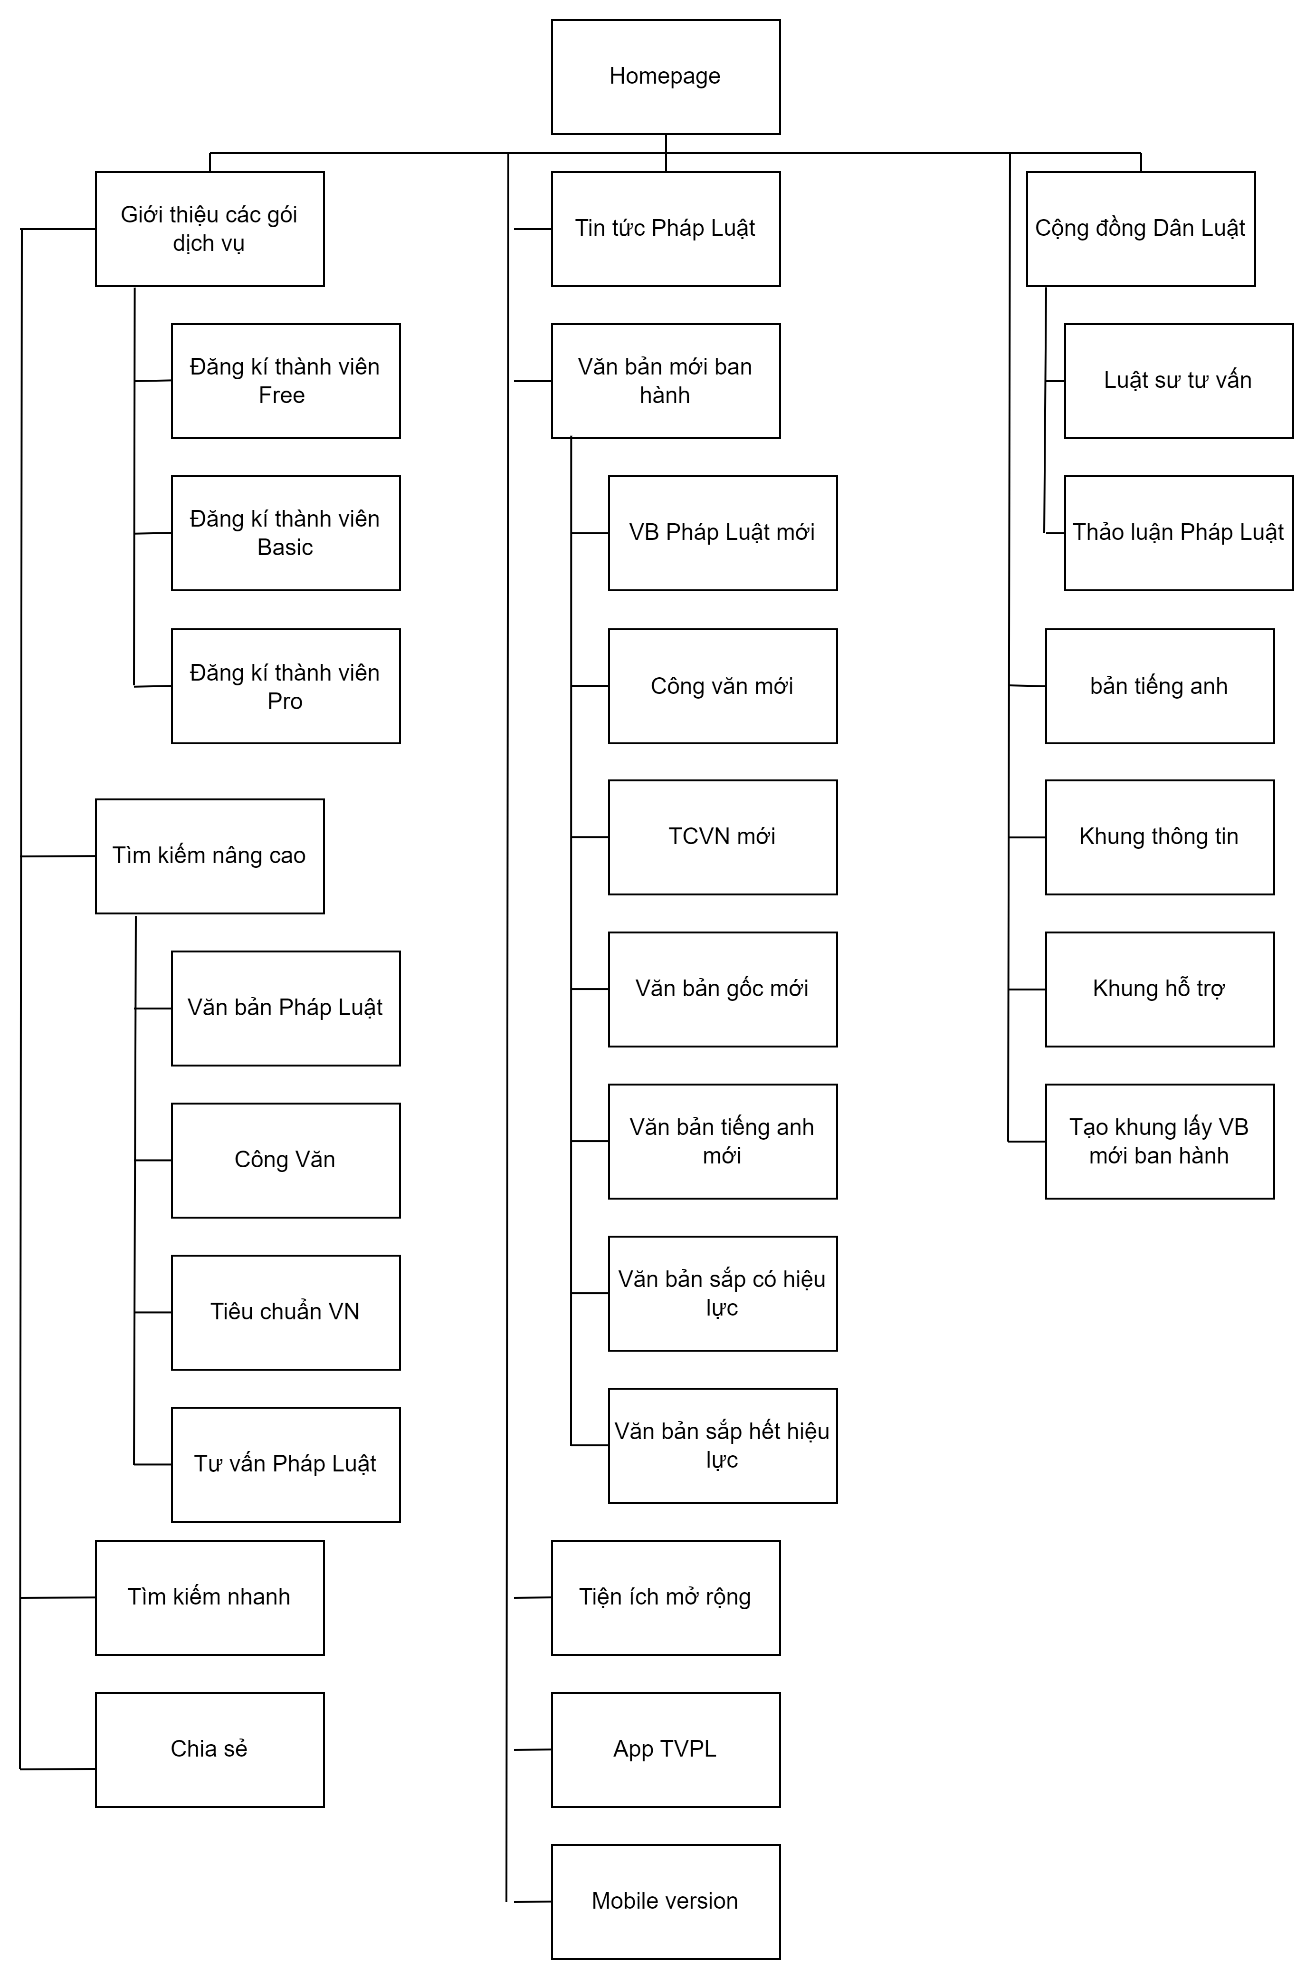 Homepage
Giới thiệu các gói
dịch vụ
Đăng kí thành viên
Free
Đăng kí thành viên
Basic
Đăng kí thành viên
Pro
Tìm kiếm nâng cao
Văn bản Pháp Luật
Công Văn
Tiêu chuẩn VN
Tư vấn Pháp Luật
Tìm kiếm nhanh
Chia sẻ
Tin tức Pháp Luật
Văn bản mới ban
hành
VB Pháp Luật mới
Công văn mới
TCVN mới
Văn bản gốc mới
Văn bản tiếng anh
mới
Văn bản sắp có hiệu
lực
Văn bản sắp hết hiệu
lực
Tiện ích mở rộng
App TVPL
Mobile version
Cộng đồng Dân Luật
Luật sư tư vấn
Thảo luận Pháp Luật
bản tiếng anh
Khung thông tin
Khung hỗ trợ
Tạo khung lấy VB
mới ban hành